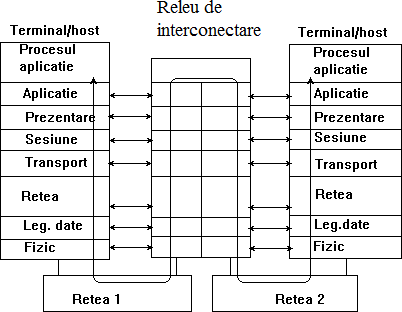 Releu de
interconectare
Terminal/host
Procesul
aplicatie
Aplicatie
Prezentare
Sesiune
Transport
Retea
Leg. date
Fizic
Terminal/host
Procesul
aplicatie
Aplicatie
Prezentare
Sesiune
Transport
Retea
Leg.date
Fizic
Retea 1
Retea 2